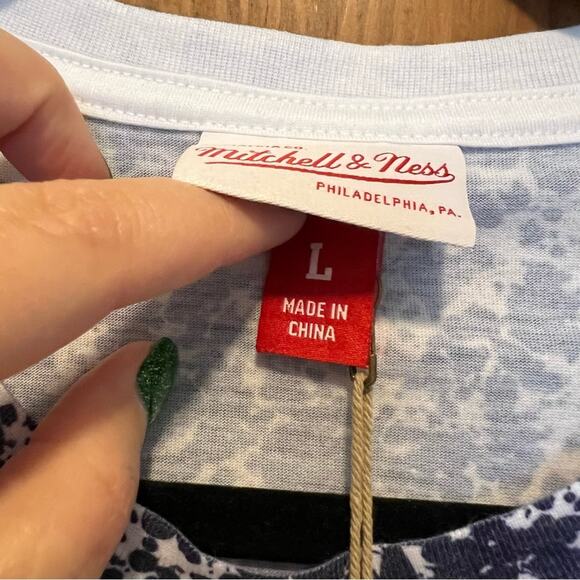 Mitchell & Ness
PHILADELPHIA, PA.
L
MADE IN
CHINA